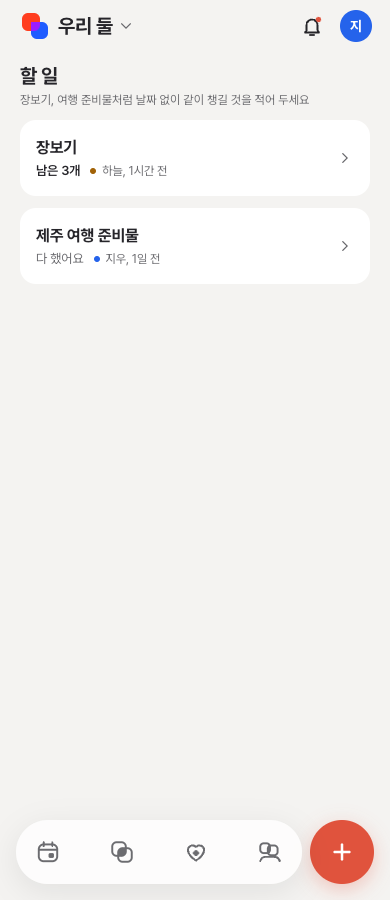 우리 둘
지
할 일
장보기, 여행 준비물처럼 날짜 없이 같이 챙길 것을 적어 두세요
장보기
남은 3개 하늘, 1시간 전
제주 여행 준비물
다 했어요 지우, 1일 전